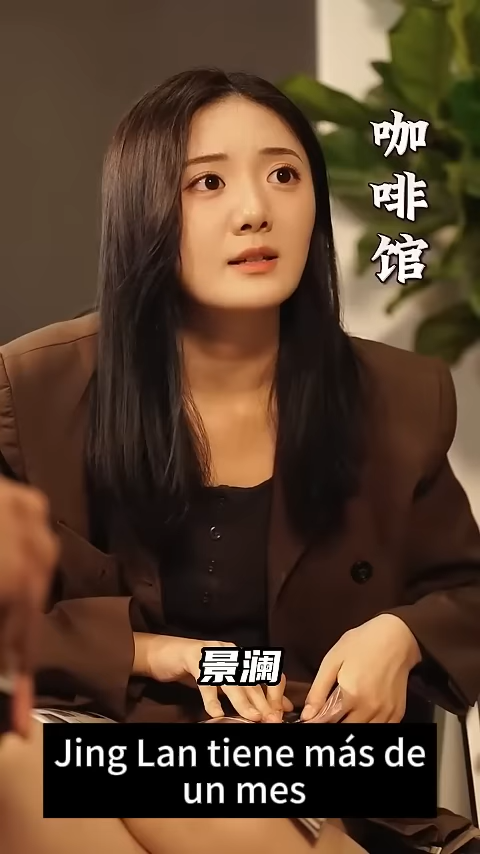 咖啡馆
景澜
Jing Lan tiene más de
un mes